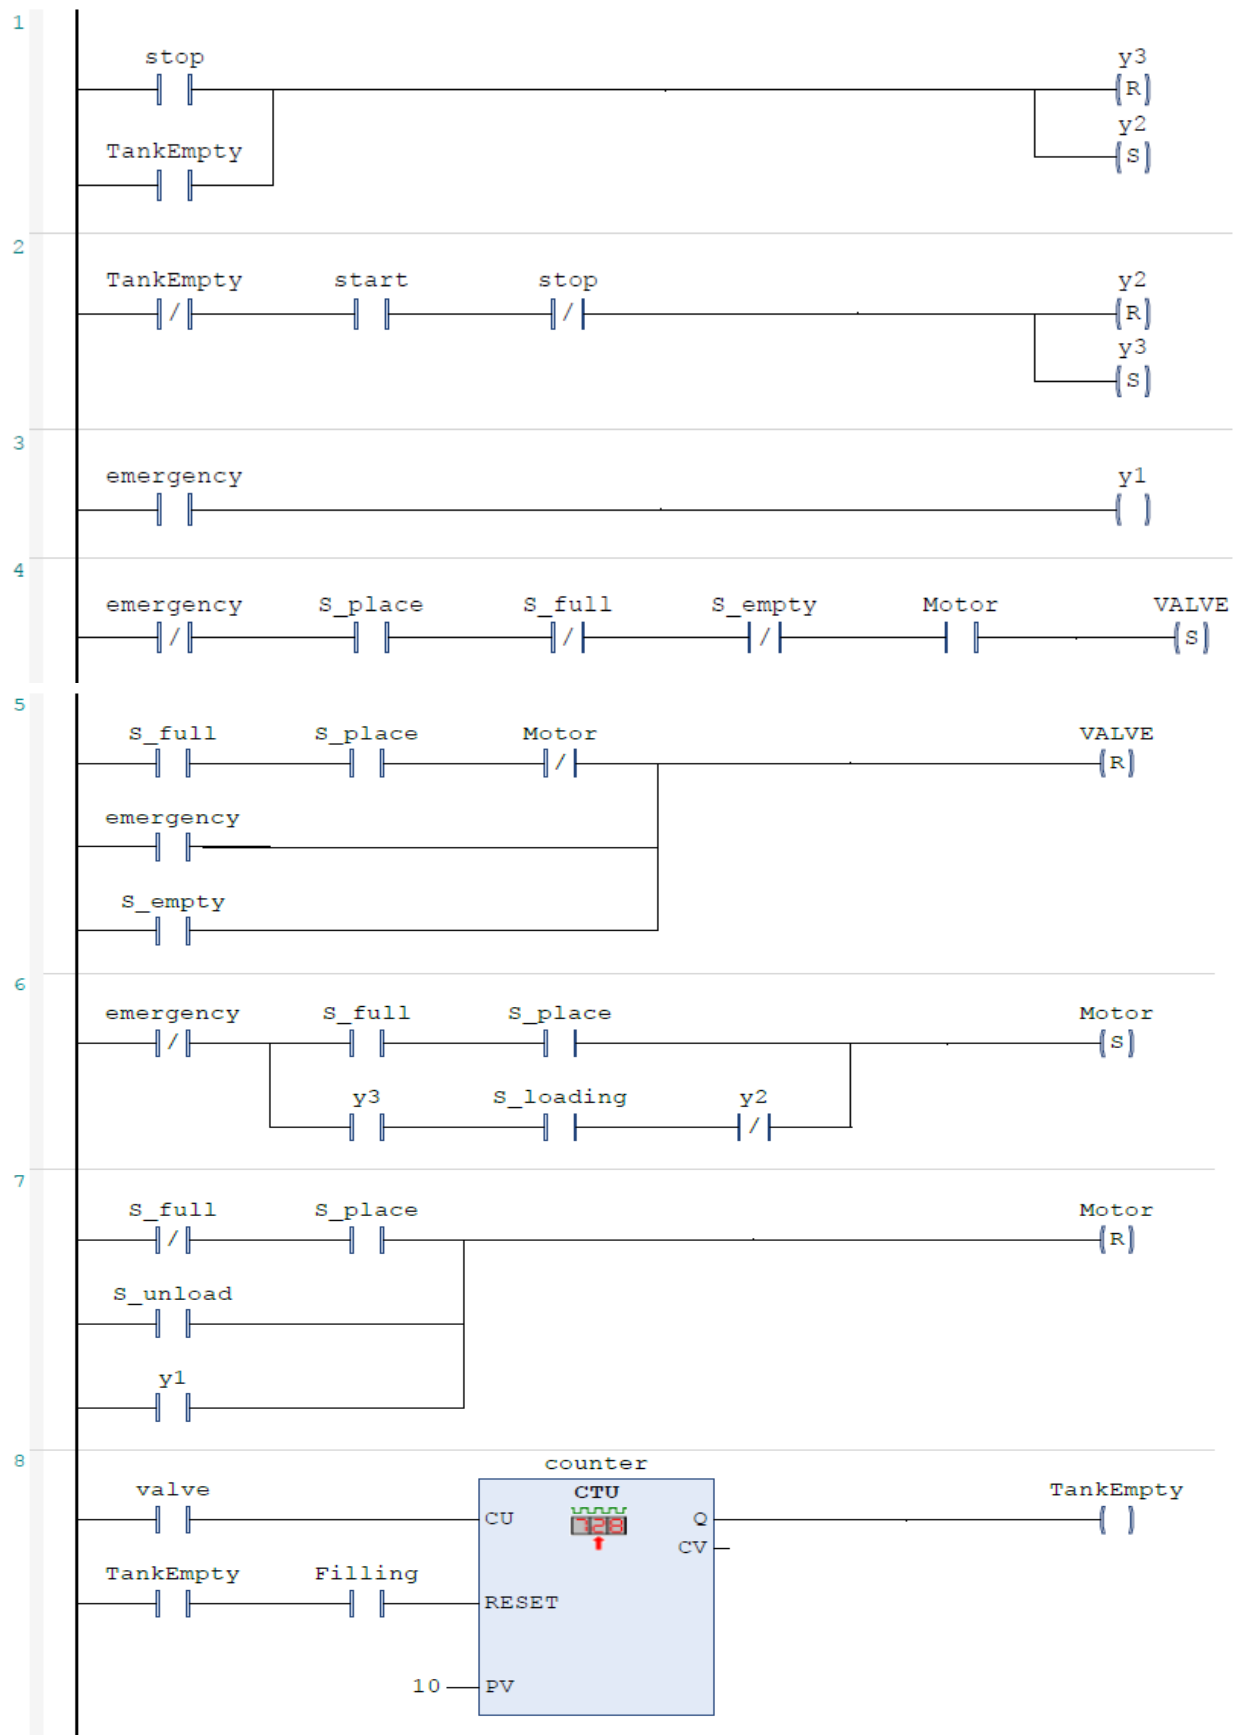 1
stop y3
R
y2
TankEmpty S
2
TankEmpty start stop y2
/ / R
y3
S
3
emergency y1
4
emergency S_place S_full S_empty Motor VALVE
/ / / S
5
S_full S_place Motor VALVE
/ R
emergency
S_empty
6
emergency S_full S_place Motor
/ S
y3 S_loading y2
/
7
S_full S_place Motor
/ R
S_unload
y1
8
counter
valve CTU TankEmpty
CU 728 Q
CV
TankEmpty Filling
RESET
10 PV